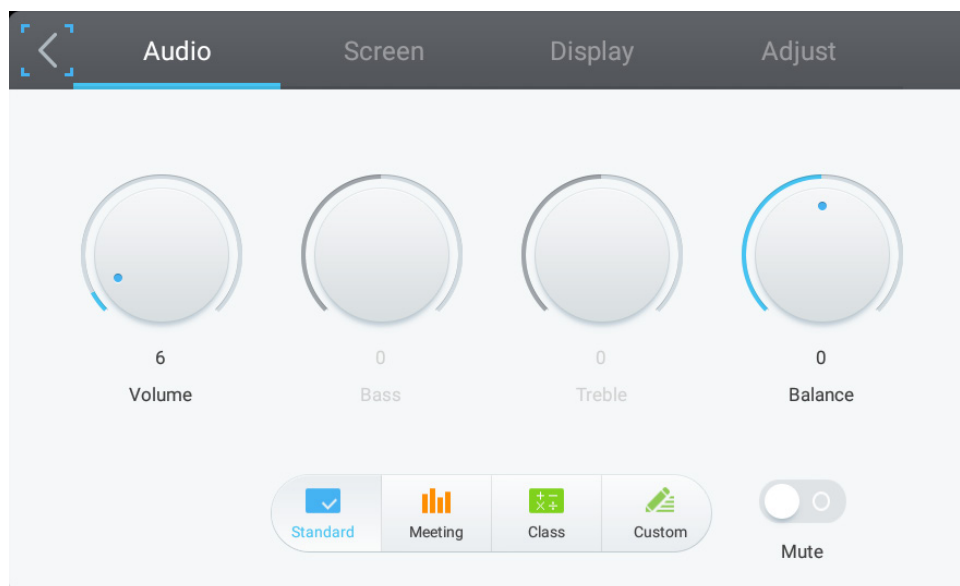 Audio Screen Display Adjust
6 0 0 0
Volume Bass Treble Balance
Standard Meeting Class Custom
Mute